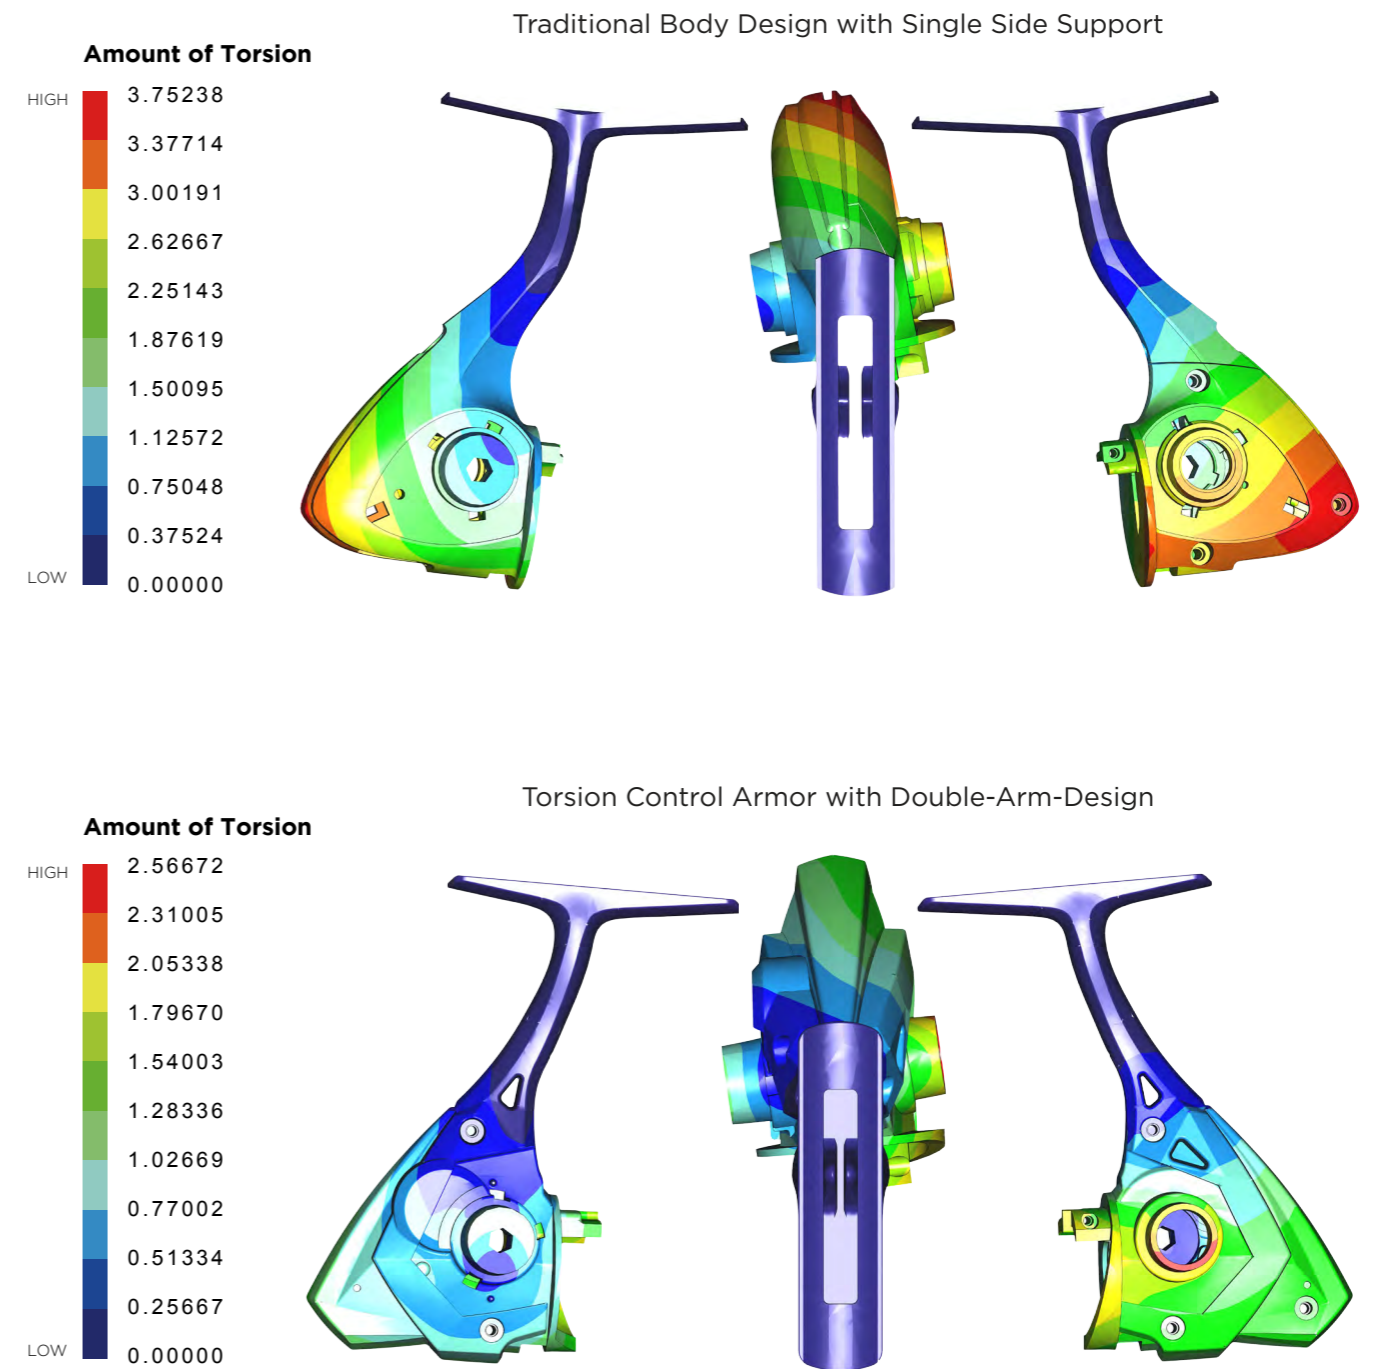 Traditional Body Design with Single Side Support
Amount of Torsion
HIGH
3.75238
3.37714
3.00191
2.62667
2.25143
1.87619
1.50095
1.12572
0.75048
0.37524
LOW
0.00000
Torsion Control Armor with Double-Arm-Design
Amount of Torsion
HIGH
2.56672
2.31005
2.05338
1.79670
1.54003
1.28336
1.02669
0.77002
0.51334
0.25667
LOW
0.00000